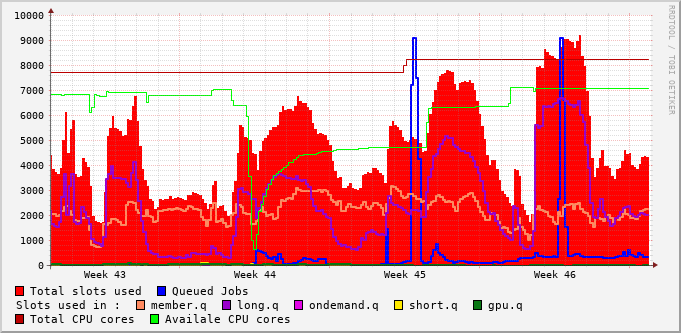 10000
9000
8000
7000
6000
5000
4000
3000
2000
1000
0
Week 43 Week 44 Week 45 Week 46
RRDTOOL / TOBI OETIKER
Total slots used Queued Jobs
Slots used in : member.q long.q ondemand.q short.q gpu.q
Total CPU cores Availale CPU cores